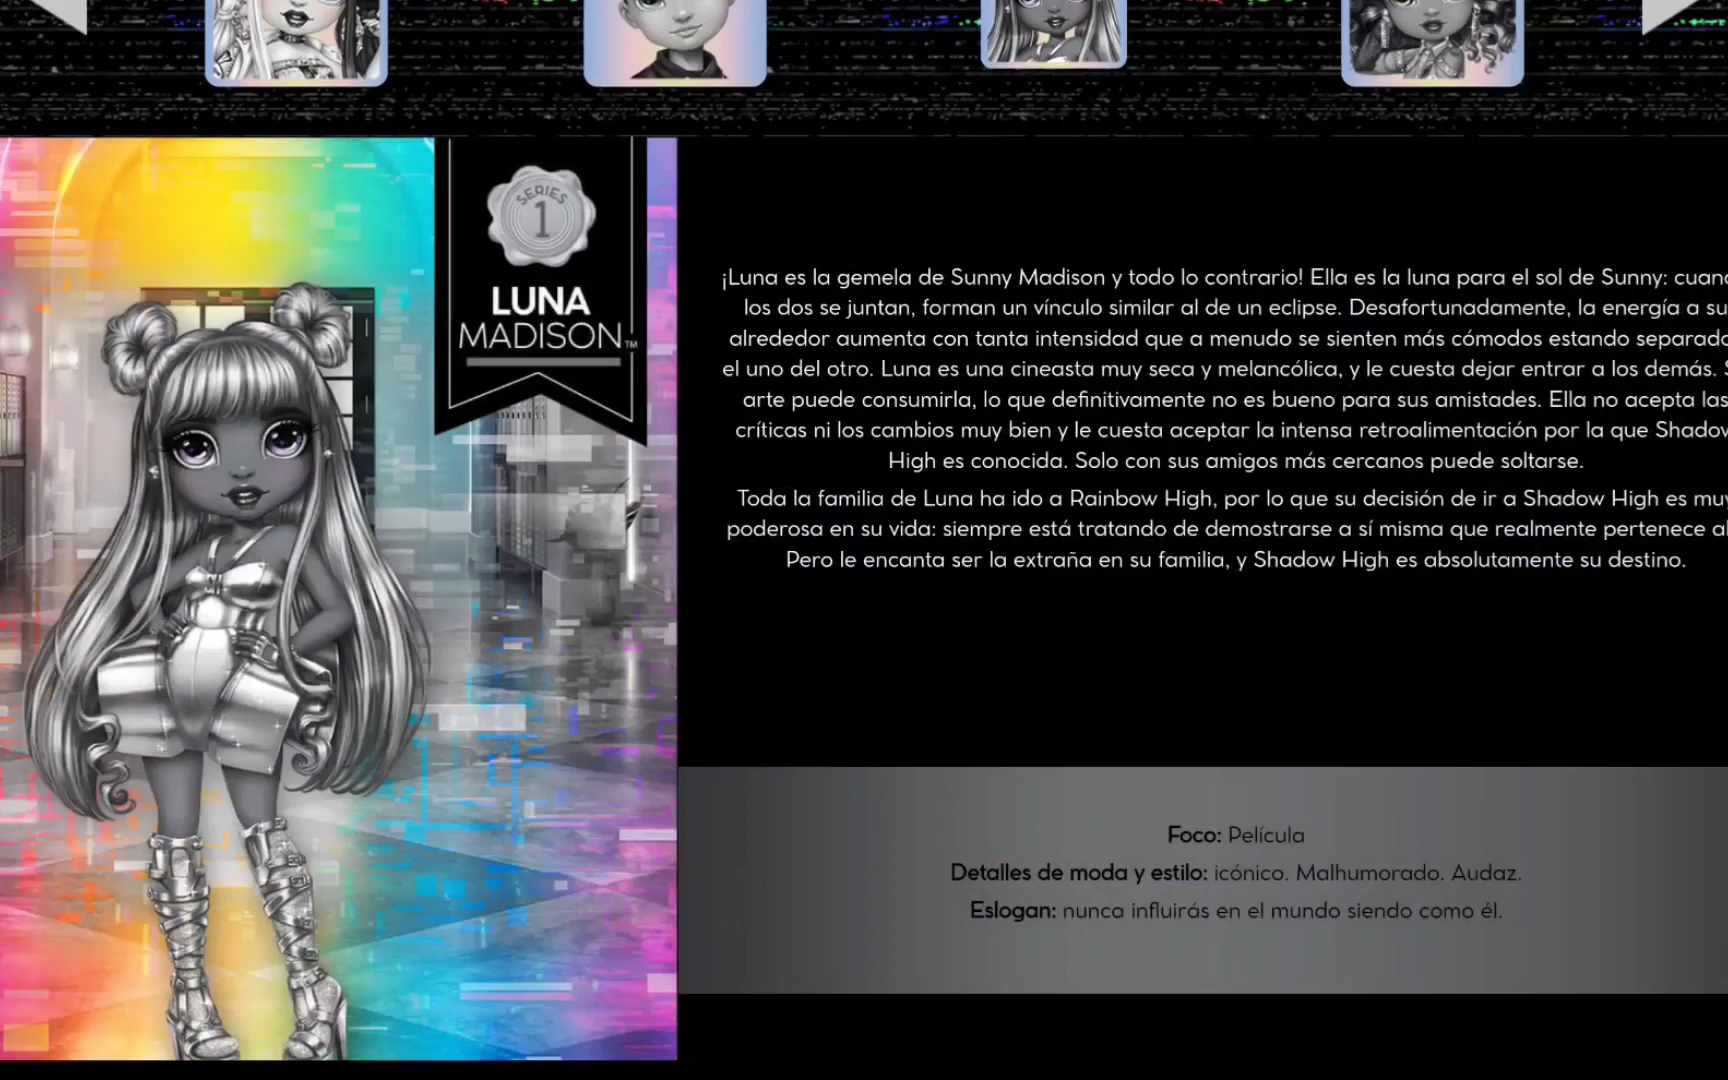 SERIES
1
LUNA
MADISON™
¡Luna es la gemela de Sunny Madison y todo lo contrario! Ella es la luna para el sol de Sunny:
los dos se juntan, forman un vínculo similar al de un eclipse. Desafortunadamente, la energía a su
alrededor aumenta con tanta intensidad que a menudo se sienten más cómodos estando
el uno del otro. Luna es una cineasta muy seca y melancólica, y le cuesta dejar entrar a los demás.
arte puede consumirla, lo que definitivamente no es bueno para sus amistades. Ella no acepta las
críticas ni los cambios muy bien y le cuesta aceptar la intensa retroalimentación por la que Shadow
High es conocida. Solo con sus amigos más cercanos puede soltarse.
Toda la familia de Luna ha ido a Rainbow High, por lo que su decisión de ir a Shadow High es muy
poderosa en su vida: siempre está tratando de demostrarse a sí misma que realmente pertenece
Pero le encanta ser la extraña en su familia, y Shadow High es absolutamente su destino.
Foco: Película
Detalles de moda y estilo: icónico. Malhumorado. Audaz.
Eslogan: nunca influirás en el mundo siendo como él.